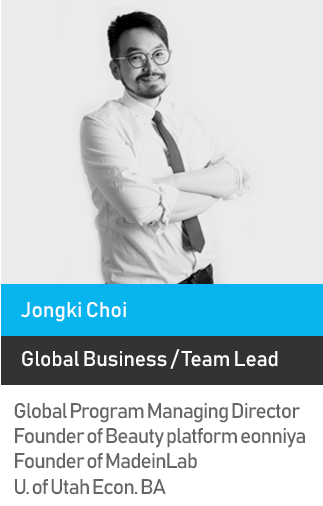 Jongki Choi
Global Business / Team Lead
Global Program Managing Director
Founder of Beauty platform eonniya
Founder of MadeinLab
U. of Utah Econ. BA